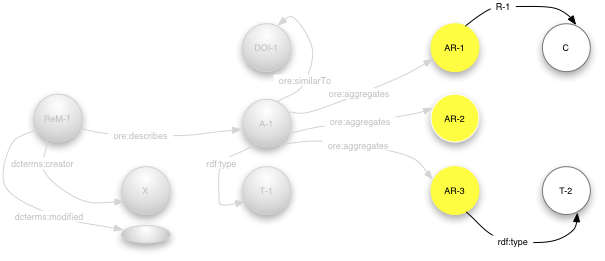 R-1
DOI-1
AR-1
C
ore:similarTo
ore:aggregates
ReM-1
A-1
AR-2
ore:describes
ore:aggregates
ore:aggregates
dcterms:creator
rdf:type
X
T-1
AR-3
T-2
dcterms:modified
rdf:type